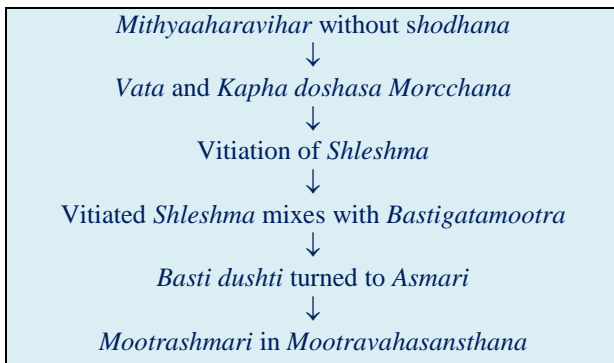 Mithyaaharavihar without shodhana
↓
Vata and Kapha doshasa Morcchana
↓
Vitiation of Shleshma
↓
Vitiated Shleshma mixes with Bastigatamootra
↓
Basti dushti turned to Asmari
↓
Mootrashmari in Mootravahasansthana